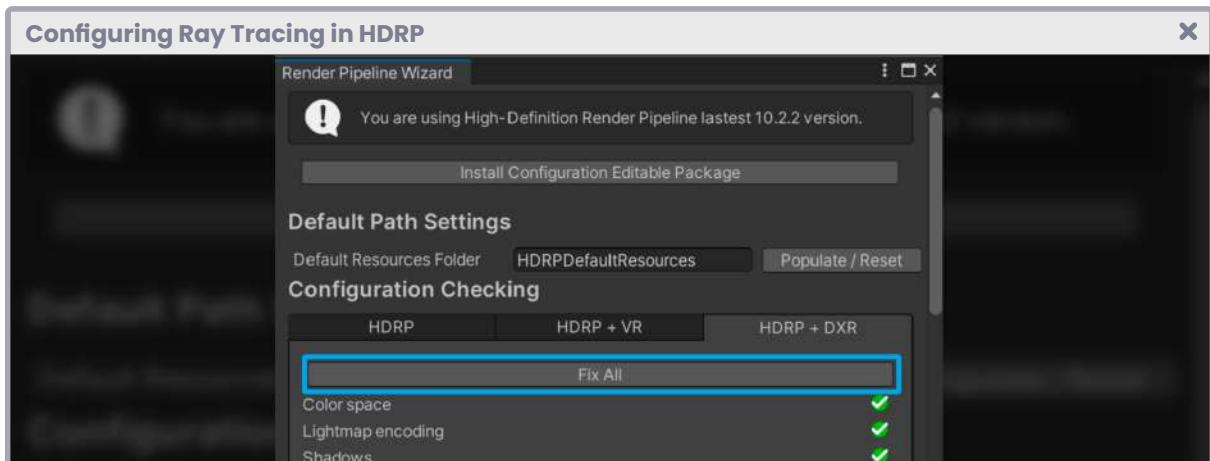 Configuring Ray Tracing in HDRP
Render Pipeline Wizard
You are using High-Definition Render Pipeline lastest 10.2.2 version.
Install Configuration Editable Package
Default Path Settings
Default Resources Folder HDRPDefaultResources Populate / Reset
Configuration Checking
HDRP HDRP + VR HDRP + DXR
Fix All
Color space
Lightmap encoding
Shadows